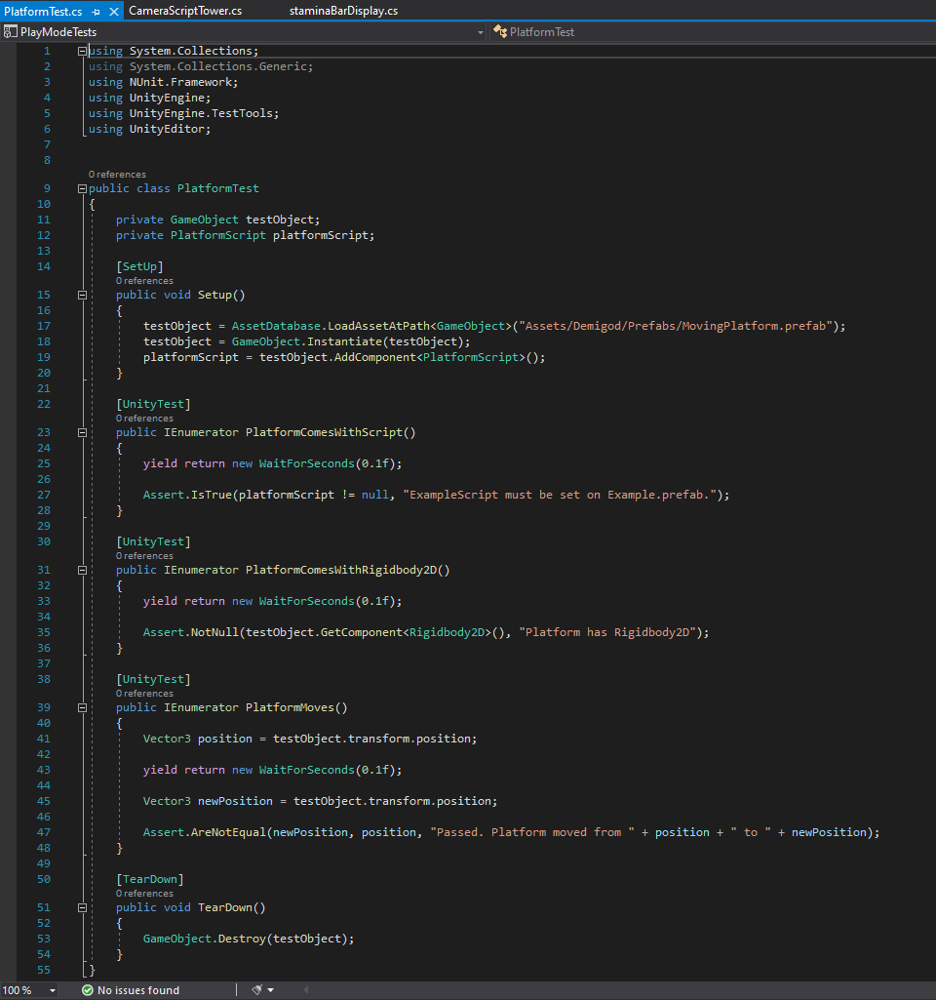 PlatformTest.cs CameraScriptTower.cs staminaBarDisplay.cs
PlayModeTests PlatformTest
1 using System.Collections;
2 using System.Collections.Generic;
3 using NUnit.Framework;
4 using UnityEngine;
5 using UnityEngine.TestTools;
6 using UnityEditor;
7
8
0 references
9 public class PlatformTest
10 {
11 private GameObject testObject;
12 private PlatformScript platformScript;
13
14 [SetUp]
0 references
15 public void Setup()
16 {
17 testObject = AssetDatabase.LoadAssetAtPath<GameObject>("Assets/Demigod/Prefabs/MovingPlatform.prefab");
18 testObject = GameObject.Instantiate(testObject);
19 platformScript = testObject.AddComponent<PlatformScript>();
20 }
21
22 [UnityTest]
0 references
23 public IEnumerator PlatformComesWithScript()
24 {
25 yield return new WaitForSeconds(0.1f);
26
27 Assert.IsTrue(platformScript != null, "ExampleScript must be set on Example.prefab.");
28 }
29
30 [UnityTest]
0 references
31 public IEnumerator PlatformComesWithRigidbody2D()
32 {
33 yield return new WaitForSeconds(0.1f);
34
35 Assert.NotNull(testObject.GetComponent<Rigidbody2D>(), "Platform has Rigidbody2D");
36 }
37
38 [UnityTest]
0 references
39 public IEnumerator PlatformMoves()
40 {
41 Vector3 position = testObject.transform.position;
42
43 yield return new WaitForSeconds(0.1f);
44
45 Vector3 newPosition = testObject.transform.position;
46
47 Assert.AreNotEqual(newPosition, position, "Passed. Platform moved from " + position + " to " + newPosition);
48 }
49
50 [TearDown]
0 references
51 public void TearDown()
52 {
53 GameObject.Destroy(testObject);
54 }
55 }
100 % No issues found